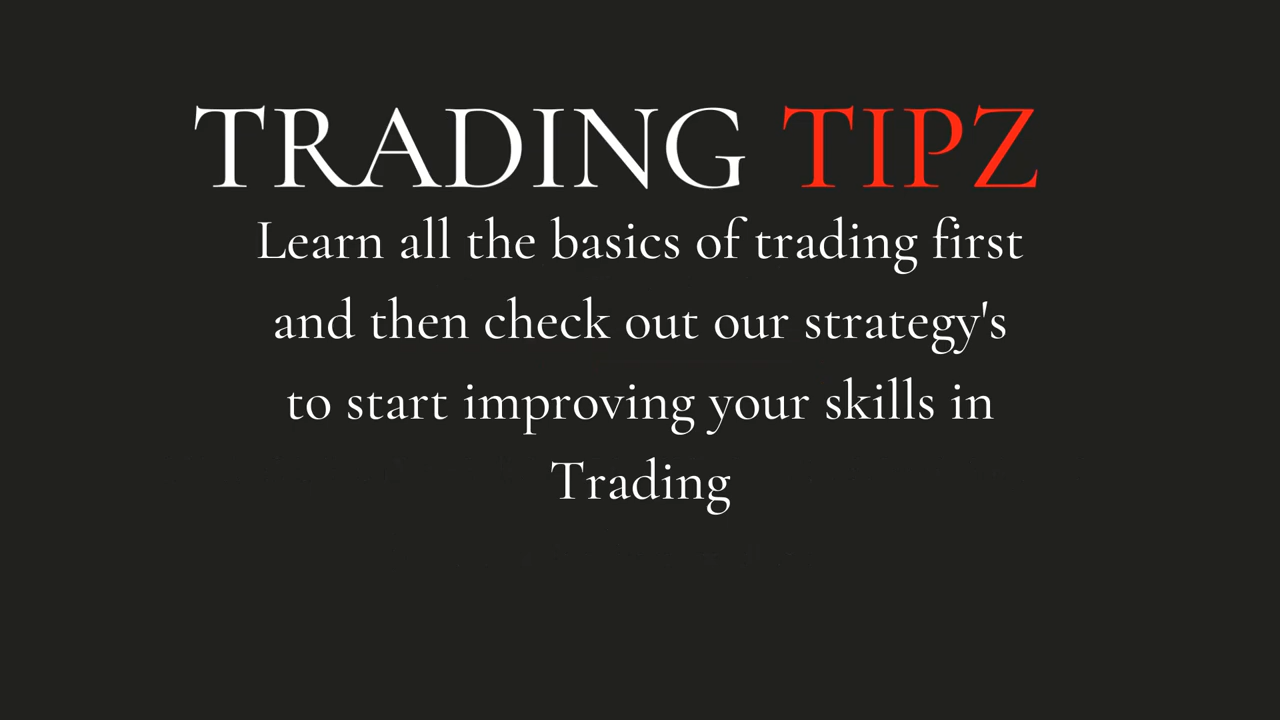 TRADING TIPZ
Learn all the basics of trading first
and then check out our strategy's
to start improving your skills in
Trading